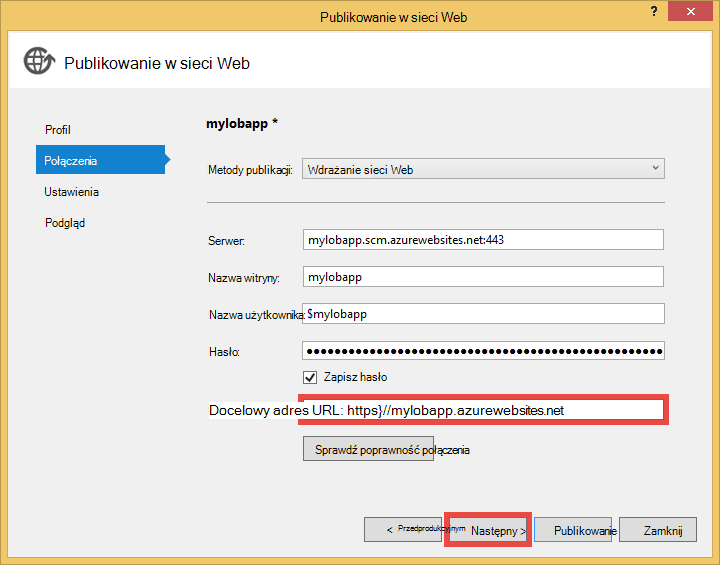 Publikowanie w sieci Web
?
Publikowanie w sieci Web
mylobapp *
Profil
Połączenia
Ustawienia
Podgląd
Metody publikacji: Wdrażanie sieci Web
Serwer: mylobapp.scm.azurewebsites.net:443
Nazwa witryny: mylobapp
Nazwa użytkownika: $mylobapp
Hasło: 
Zapisz hasło
Docelowy adres URL: https}//mylobapp.azurewebsites.net
Sprawdź poprawność połączenia
< Przedprodukcyjnym Następny > Publikowanie Zamknij